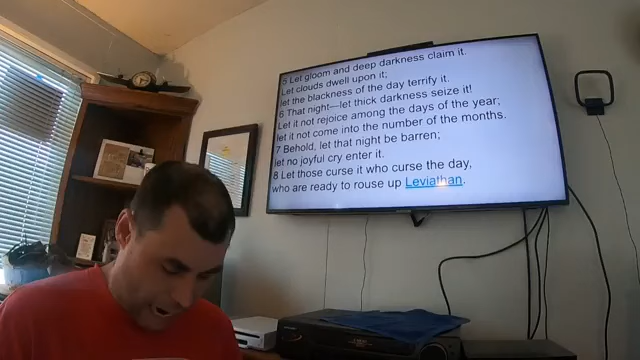 5 Let gloom and deep darkness claim it.
Let clouds dwell upon it;
let the blackness of the day terrify it.
6 That night—let thick darkness seize it!
Let it not rejoice among the days of the year;
let it not come into the number of the months.
7 Behold, let that night be barren;
let no joyful cry enter it.
8 Let those curse it who curse the day,
who are ready to rouse up Leviathan.